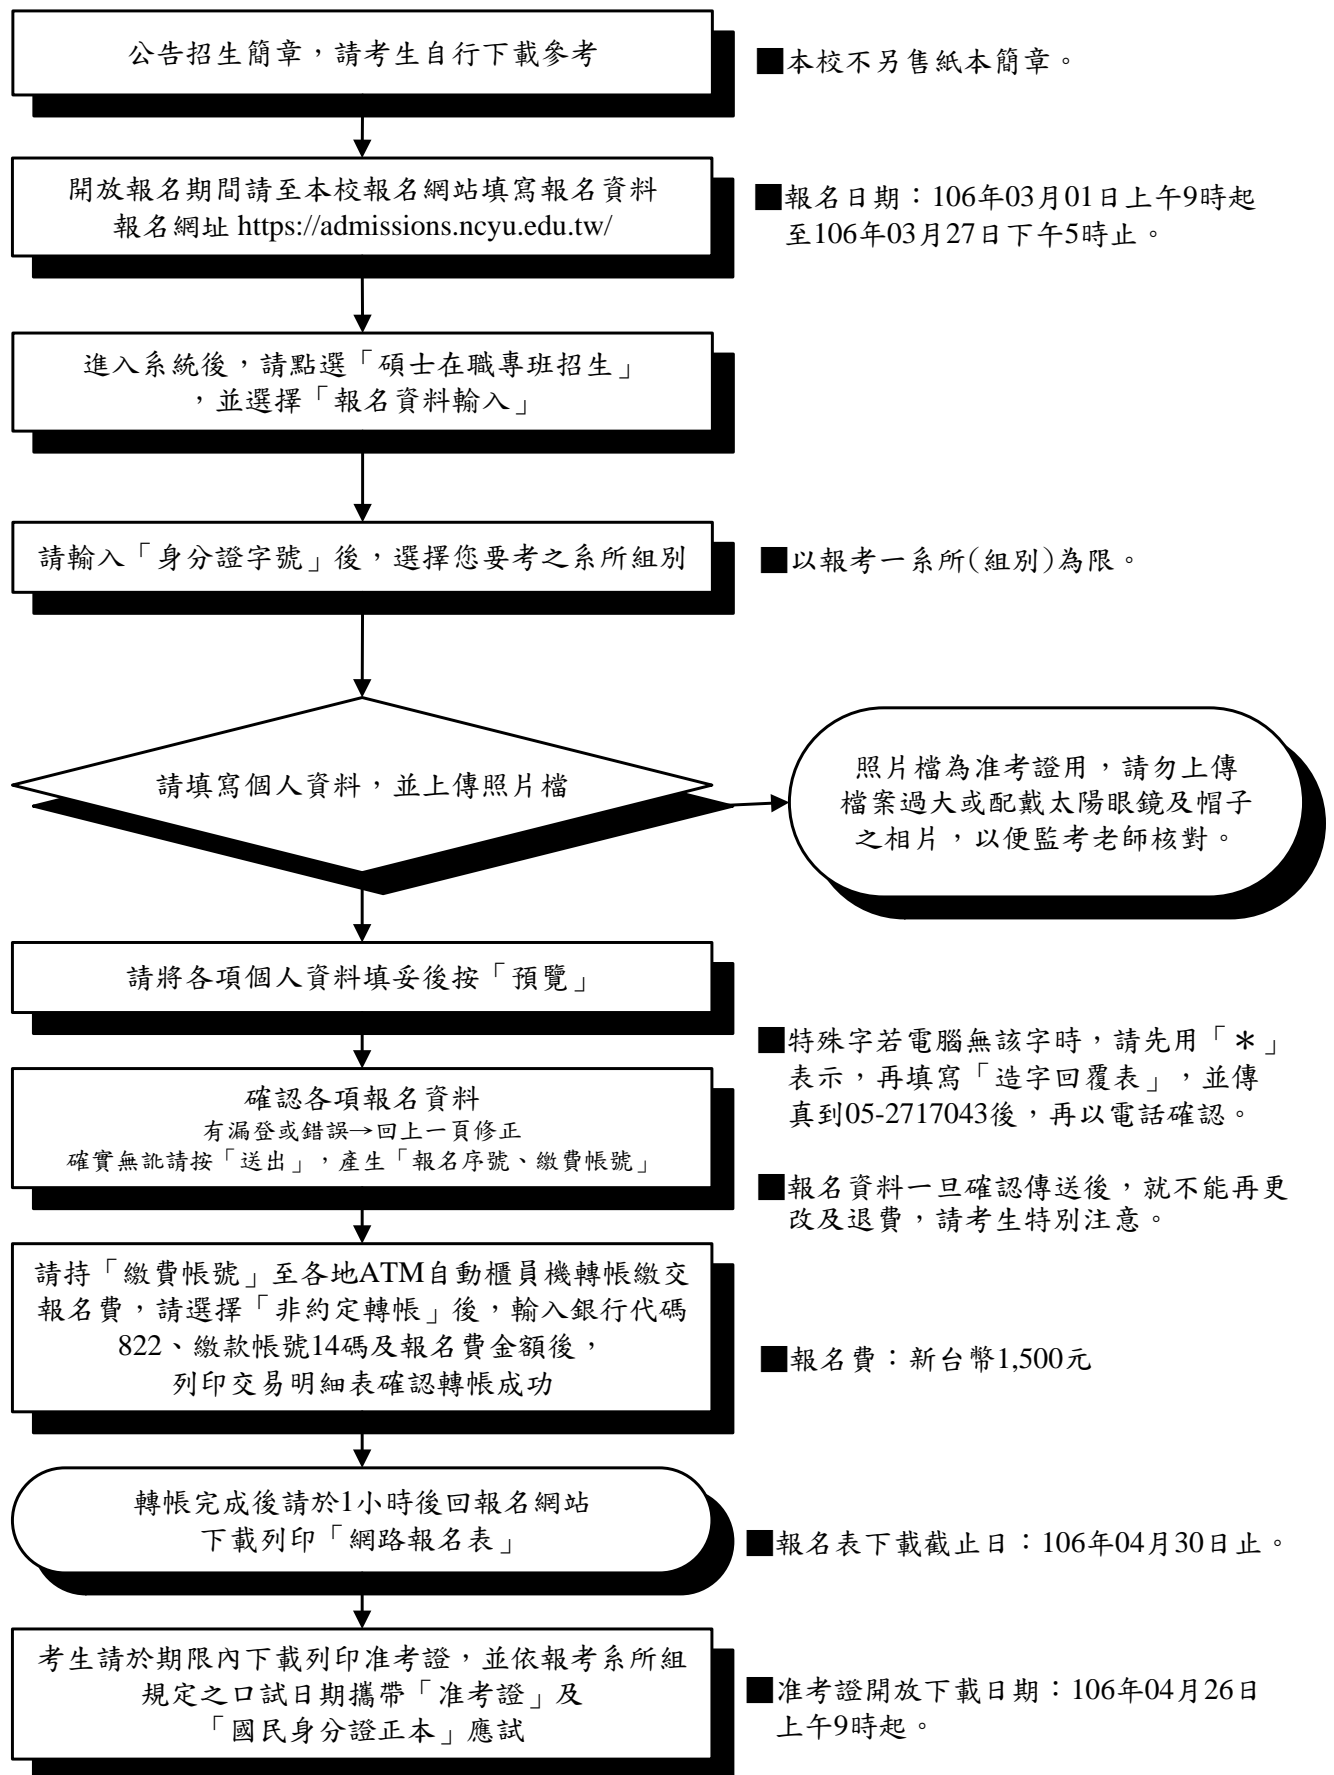 公告招生簡章，請考生自行下載參考
■本校不另售紙本簡章。
開放報名期間請至本校報名網站填寫報名資料
報名網址 https://admissions.ncyu.edu.tw/
■報名日期：106年03月01日上午9時起
至106年03月27日下午5時止。
進入系統後，請點選「碩士在職專班招生」
，並選擇「報名資料輸入」
請輸入「身分證字號」後，選擇您要考之系所組別
■以報考一系所(組別)為限。
請填寫個人資料，並上傳照片檔
照片檔為准考證用，請勿上傳
檔案過大或配戴太陽眼鏡及帽子
之相片，以便監考老師核對。
請將各項個人資料填妥後按「預覽」
■特殊字若電腦無該字時，請先用「＊」
表示，再填寫「造字回覆表」，並傳
真到05-2717043後，再以電話確認。
確認各項報名資料
有漏登或錯誤→回上一頁修正
確實無訛請按「送出」，產生「報名序號、繳費帳號」
■報名資料一旦確認傳送後，就不能再更
改及退費，請考生特別注意。
請持「繳費帳號」至各地ATM自動櫃員機轉帳繳交
報名費，請選擇「非約定轉帳」後，輸入銀行代碼
822、繳款帳號14碼及報名費金額後，
列印交易明細表確認轉帳成功
■報名費：新台幣1,500元
轉帳完成後請於1小時後回報名網站
下載列印「網路報名表」
■報名表下載截止日：106年04月30日止。
考生請於期限內下載列印准考證，並依報考系所組
規定之口試日期攜帶「准考證」及
「國民身分證正本」應試
■准考證開放下載日期：106年04月26日
上午9時起。